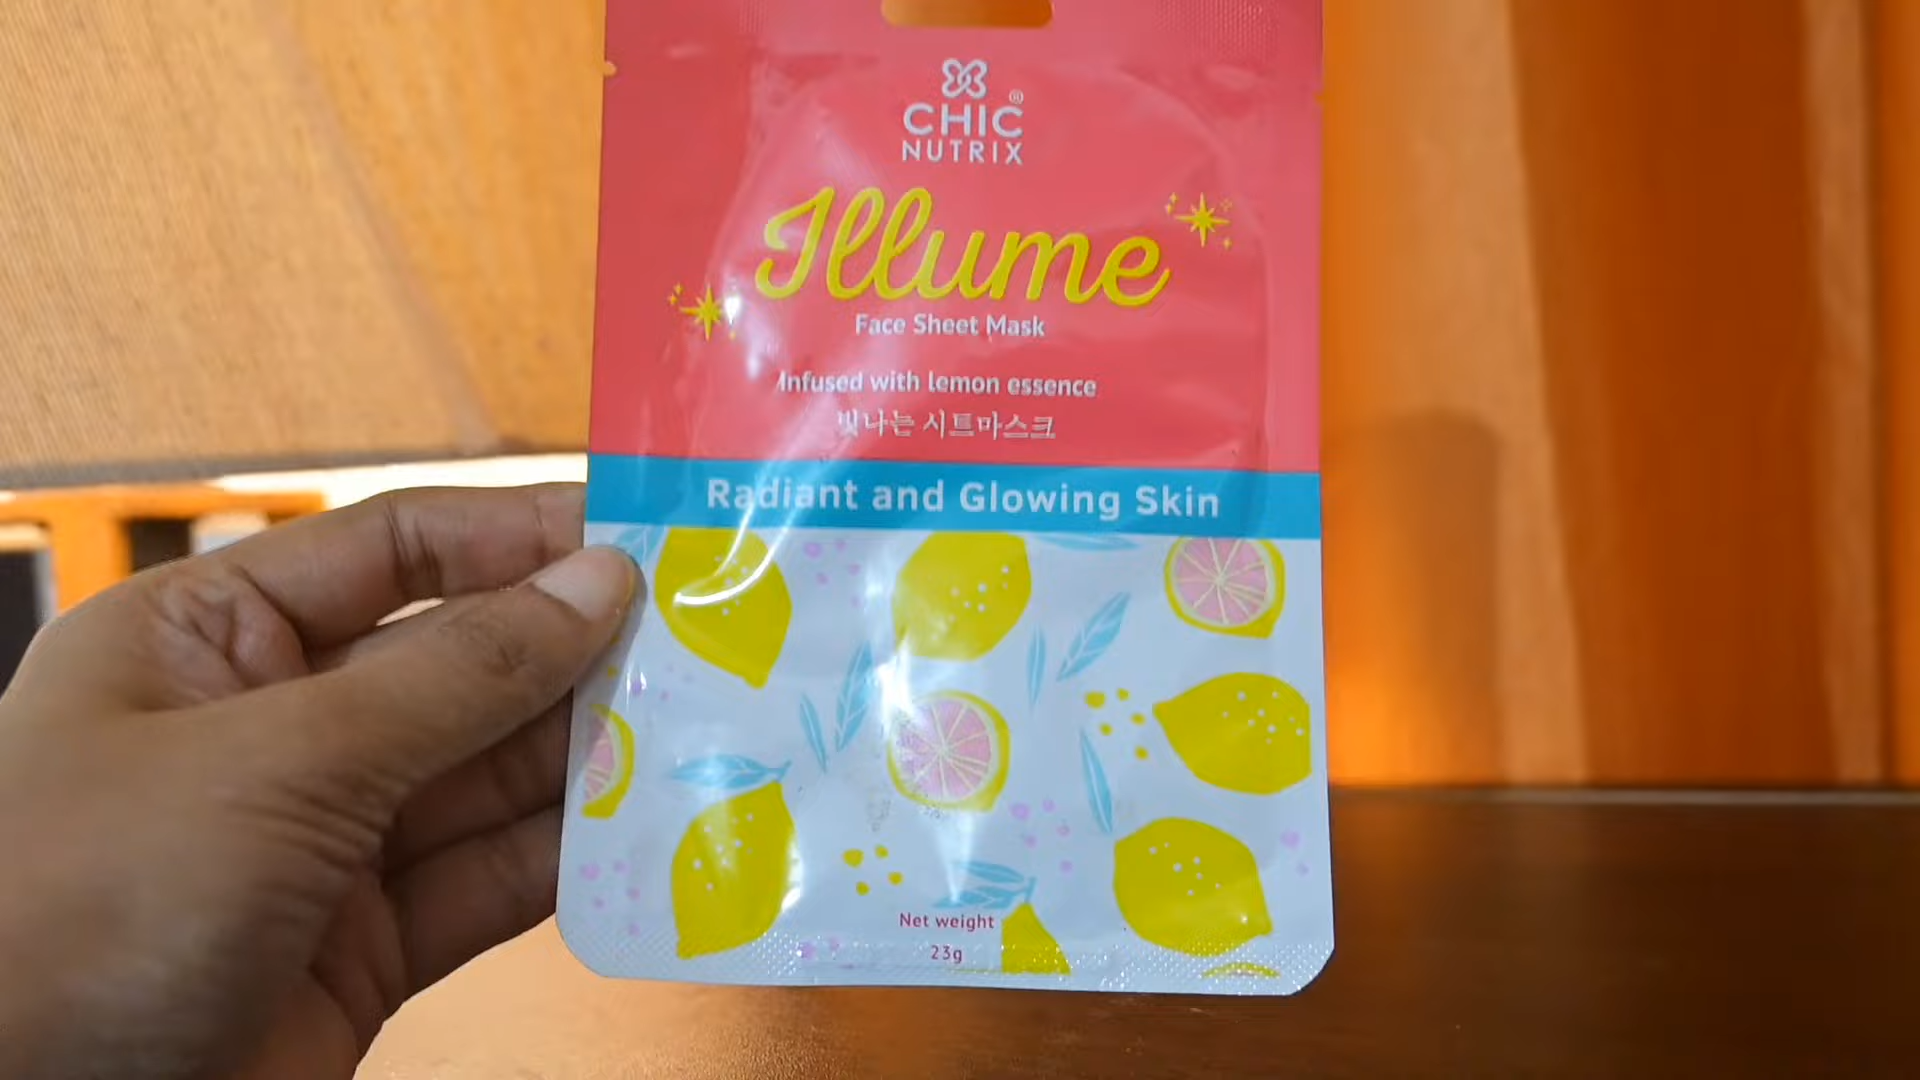 CHIC®
NUTRIX
Illume
Face Sheet Mask
Infused with lemon essence
빛나는 시트마스크
Radiant and Glowing Skin
Net weight
23g